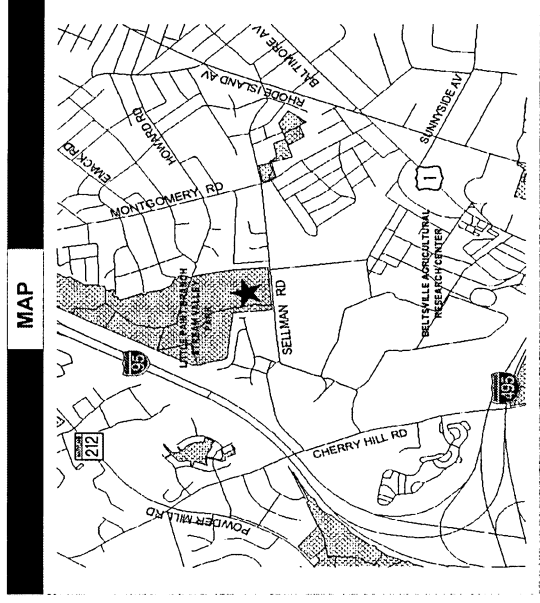 MAP
BALTIMORE AV
RHODE ISLAND AV
HOWARD RD
EMACK RD
MONTGOMERY RD
SUNNYSIDE AV
1
BELTSVILLE AGRICULTURAL
RESEARCH CENTER
LITTLE PAINT BRANCH
STREAM VALLEY
PARK
SELLMAN RD
95
212
495
CHERRY HILL RD
POWDER MILL RD